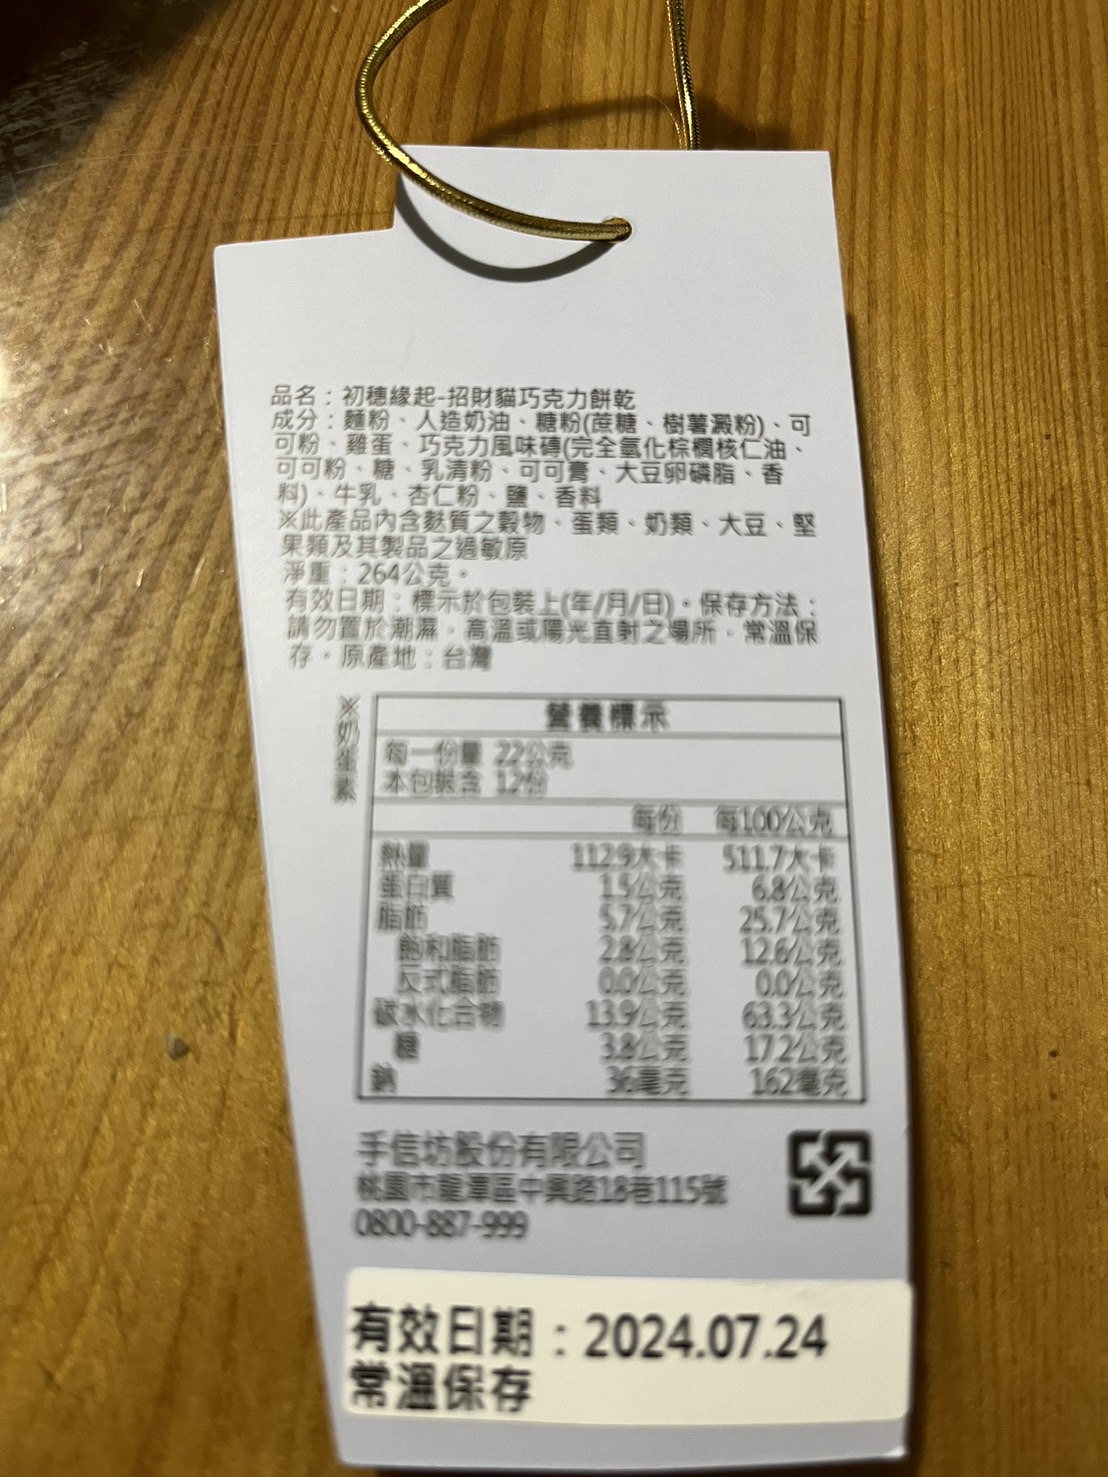 品名：初穗緣起-招財貓巧克力餅乾
成分：麵粉、人造奶油、糖粉(蔗糖、樹薯澱粉)、可
可粉、雞蛋、巧克力風味磚(完全氫化棕櫚核仁油、
可可粉、糖、乳清粉、可可膏、大豆卵磷脂、香
料)、牛乳、杏仁粉、鹽、香料
※此產品內含麩質之穀物、蛋類、奶類、大豆、堅
果類及其製品之過敏原
淨重：264公克。
有效日期：標示於包裝上(年/月/日)。保存方法：
請勿置於潮濕、高溫或陽光直射之場所，常溫保
存。原產地：台灣
※奶蛋素
營養標示
每一份量 22公克
本包裝含 12份
每份 每100公克
熱量 112.9大卡 511.7大卡
蛋白質 1.5公克 6.8公克
脂肪 5.7公克 25.7公克
飽和脂肪 2.8公克 12.6公克
反式脂肪 0.0公克 0.0公克
碳水化合物 13.9公克 63.3公克
糖 3.8公克 17.2公克
鈉 36毫克 162毫克
手信坊股份有限公司
桃園市龍潭區中興路18巷115號
0800-887-999
有效日期：2024.07.24
常溫保存